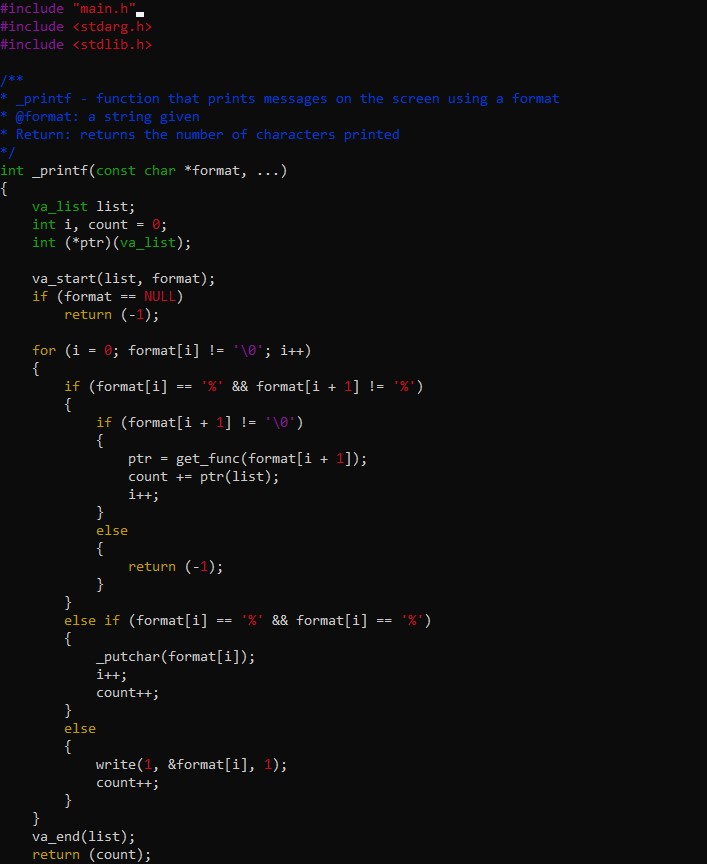 #include "main.h"
#include <stdarg.h>
#include <stdlib.h>

/**
* _printf - function that prints messages on the screen using a format
* @format: a string given
* Return: returns the number of characters printed
*/
int _printf(const char *format, ...)
{
    va_list list;
    int i, count = 0;
    int (*ptr)(va_list);

    va_start(list, format);
    if (format == NULL)
        return (-1);

    for (i = 0; format[i] != '\0'; i++)
    {
        if (format[i] == '%' && format[i + 1] != '%')
        {
            if (format[i + 1] != '\0')
            {
                ptr = get_func(format[i + 1]);
                count += ptr(list);
                i++;
            }
            else
            {
                return (-1);
            }
        }
        else if (format[i] == '%' && format[i] == '%')
        {
            _putchar(format[i]);
            i++;
            count++;
        }
        else
        {
            write(1, &format[i], 1);
            count++;
        }
    }
    va_end(list);
    return (count);